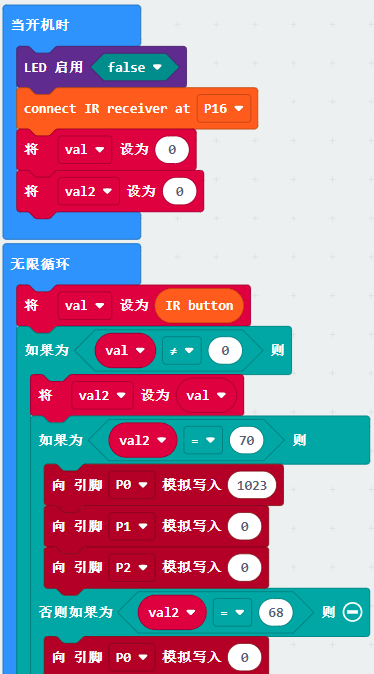 当开机时
LED 启用 false
connect IR receiver at P16
将 val 设为 0
将 val2 设为 0
无限循环
将 val 设为 IR button
如果为 val ≠ 0 则
将 val2 设为 val
如果为 val2 = 70 则
向 引脚 P0 模拟写入 1023
向 引脚 P1 模拟写入 0
向 引脚 P2 模拟写入 0
否则如果为 val2 = 68 则
向 引脚 P0 模拟写入 0